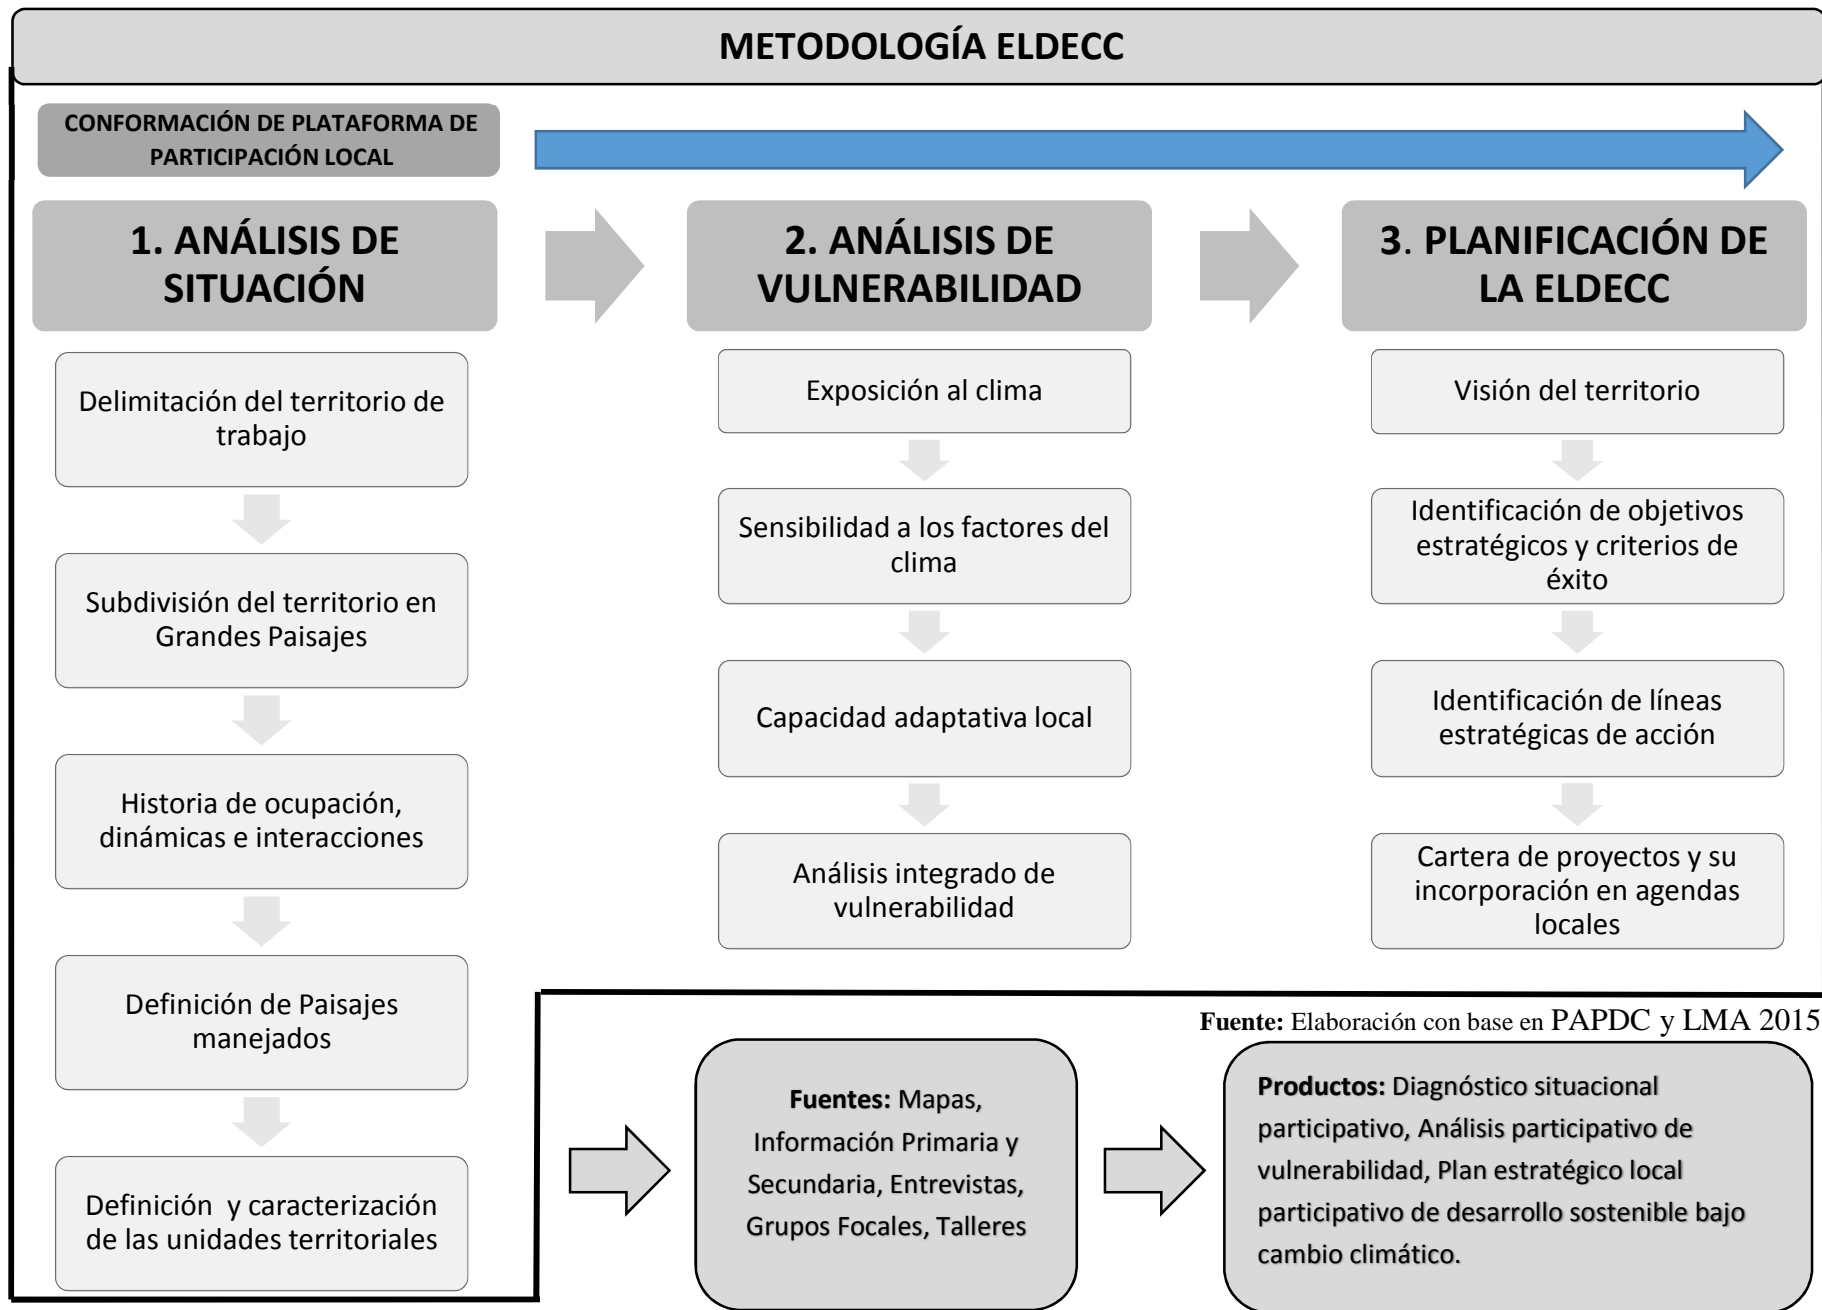 METODOLOGÍA ELDECC
CONFORMACIÓN DE PLATAFORMA DE
PARTICIPACIÓN LOCAL
1. ANÁLISIS DE
SITUACIÓN
Delimitación del territorio de
trabajo
Subdivisión del territorio en
Grandes Paisajes
Historia de ocupación,
dinámicas e interacciones
Definición de Paisajes
manejados
Definición y caracterización
de las unidades territoriales
2. ANÁLISIS DE
VULNERABILIDAD
Exposición al clima
Sensibilidad a los factores del
clima
Capacidad adaptativa local
Análisis integrado de
vulnerabilidad
3. PLANIFICACIÓN DE
LA ELDECC
Visión del territorio
Identificación de objetivos
estratégicos y criterios de
éxito
Identificación de líneas
estratégicas de acción
Cartera de proyectos y su
incorporación en agendas
locales
Fuente: Elaboración con base en PAPDC y LMA 2015
Fuentes: Mapas,
Información Primaria y
Secundaria, Entrevistas,
Grupos Focales, Talleres
Productos: Diagnóstico situacional
participativo, Análisis participativo de
vulnerabilidad, Plan estratégico local
participativo de desarrollo sostenible bajo
cambio climático.